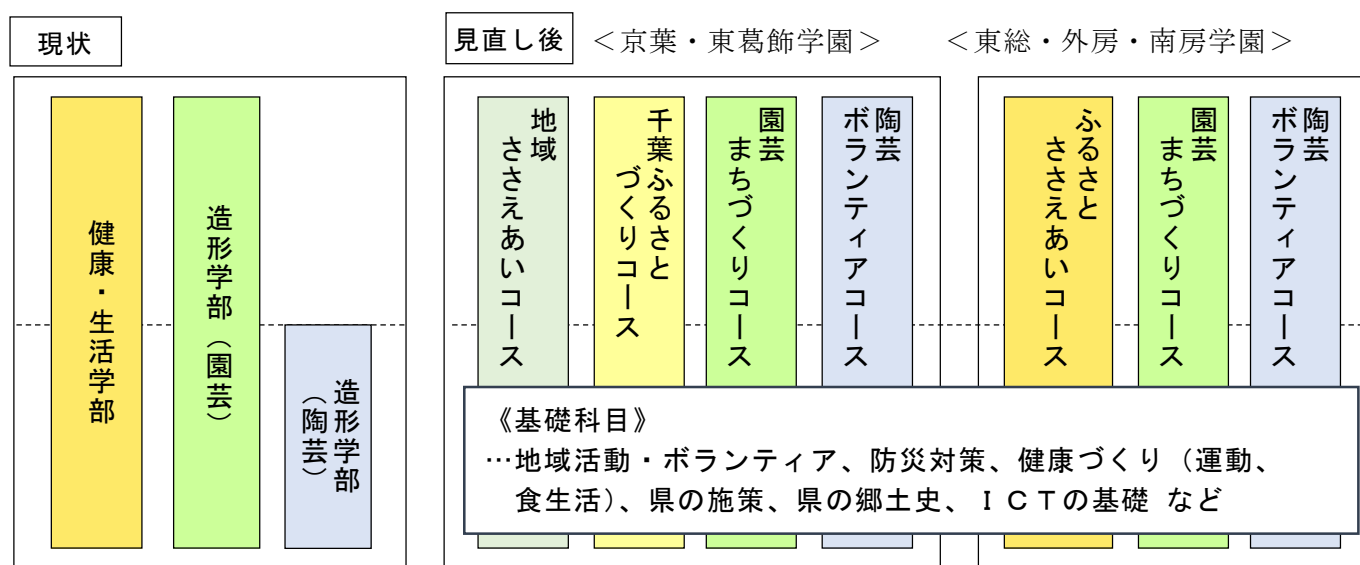 現状
健康・生活学部
造形学部（園芸）
造形学部
（陶芸）
見直し後
＜京葉・東葛飾学園＞
地域
ささえあいコース
千葉ふるさと
づくりコース
園芸
まちづくりコース
陶芸
ボランティアコース
＜東総・外房・南房学園＞
ふるさと
ささえあいコース
園芸
まちづくりコース
陶芸
ボランティアコース
《基礎科目》
…地域活動・ボランティア、防災対策、健康づくり（運動、
食生活）、県の施策、県の郷土史、ＩＣＴの基礎 など